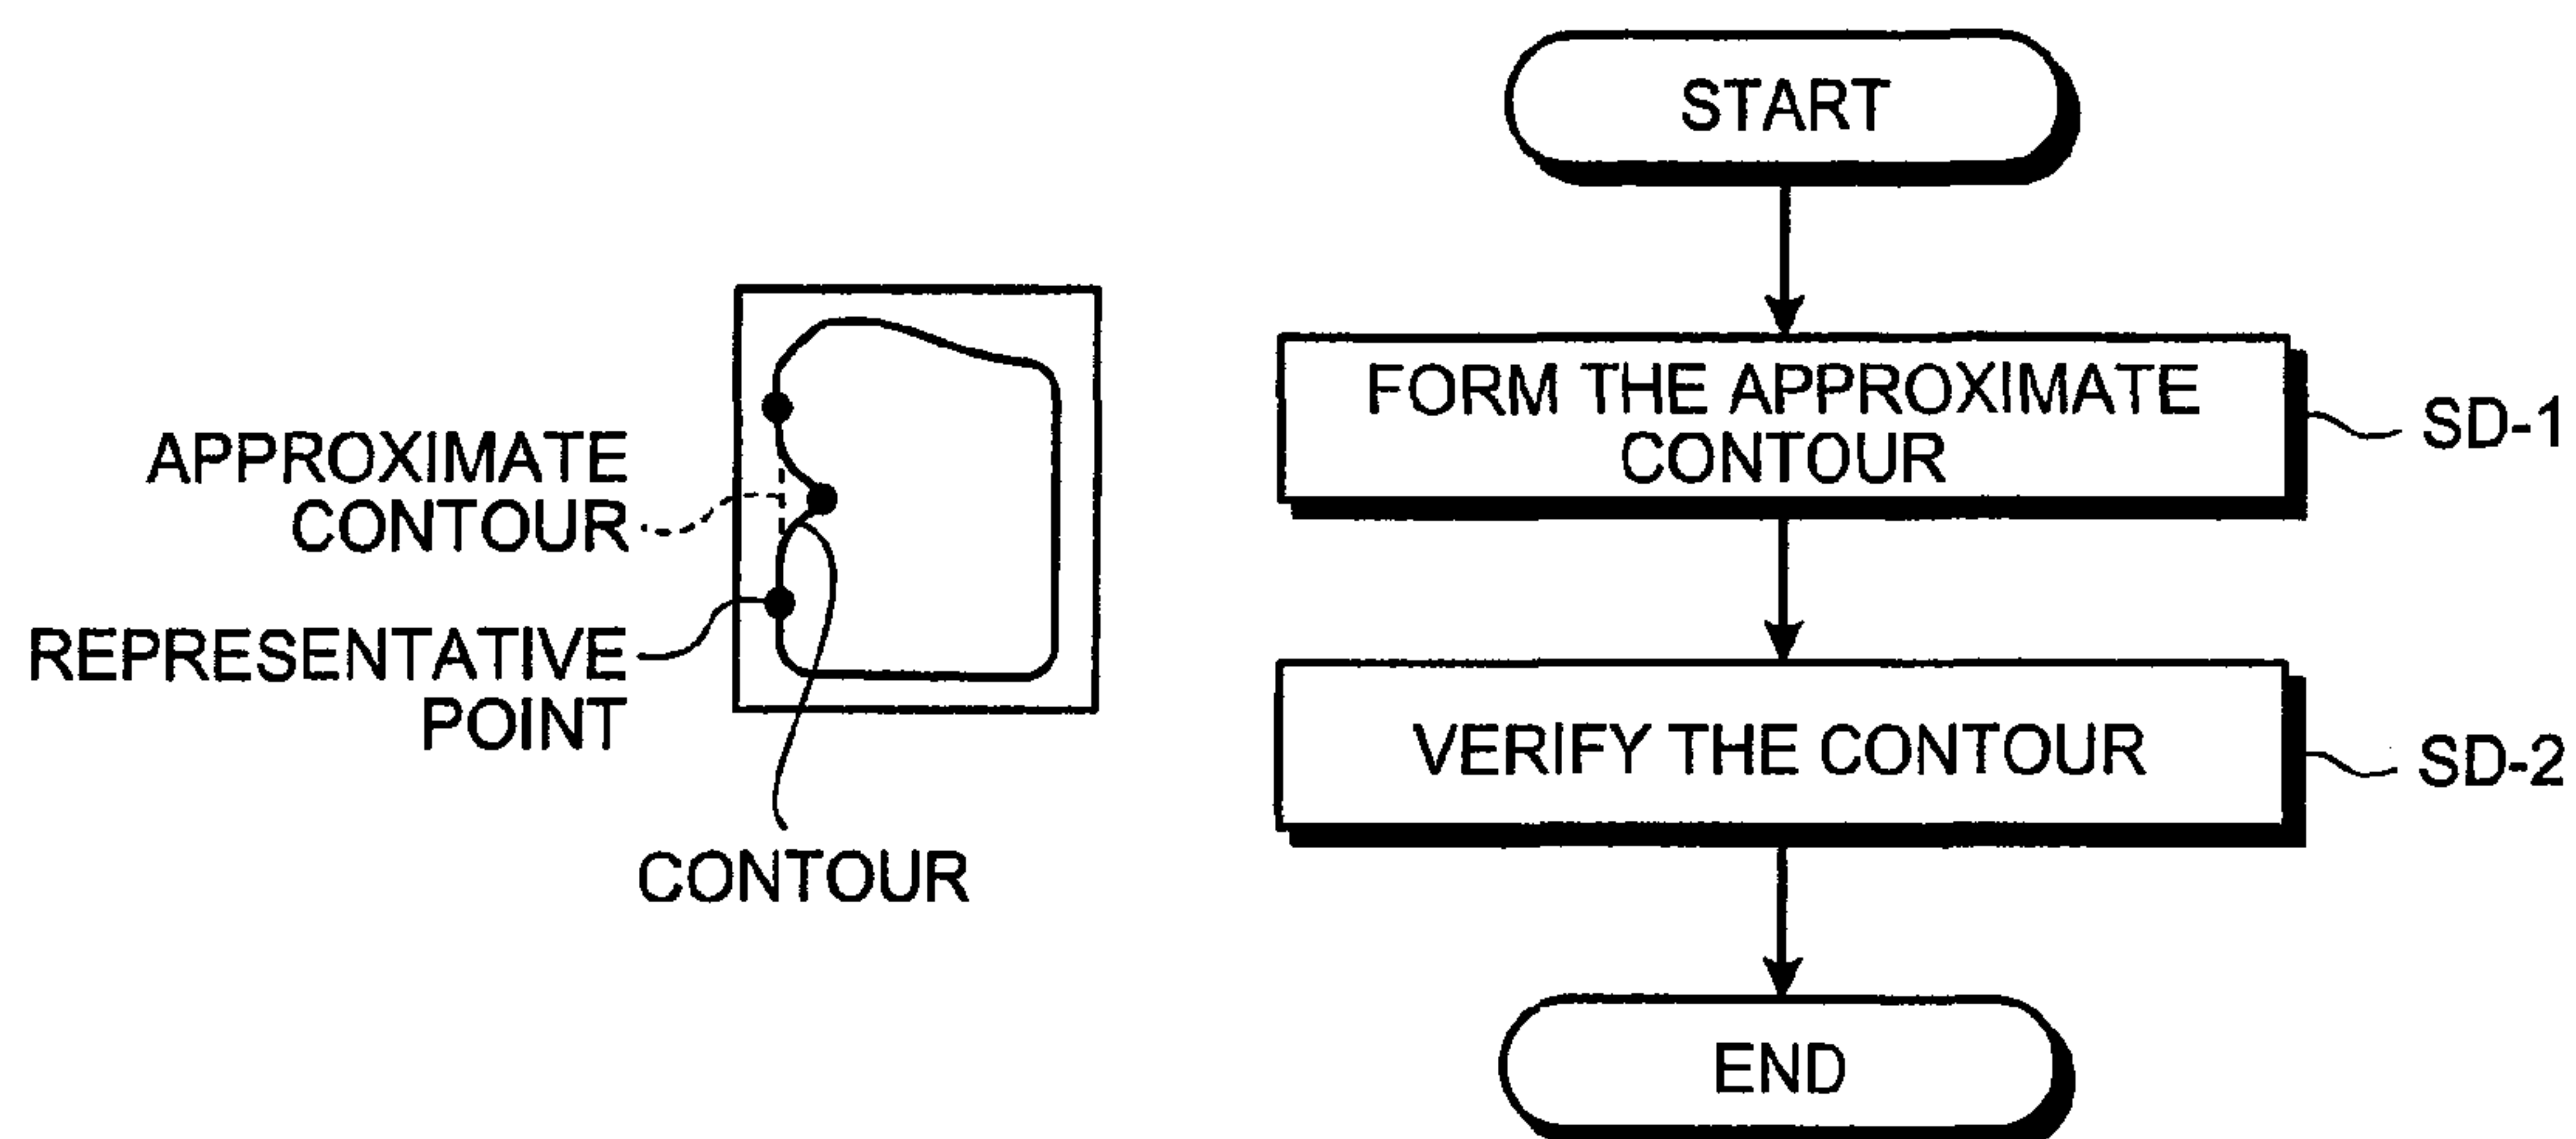 APPROXIMATE
CONTOUR
REPRESENTATIVE
POINT
CONTOUR
START
FORM THE APPROXIMATE
CONTOUR
SD-1
VERIFY THE CONTOUR
SD-2
END